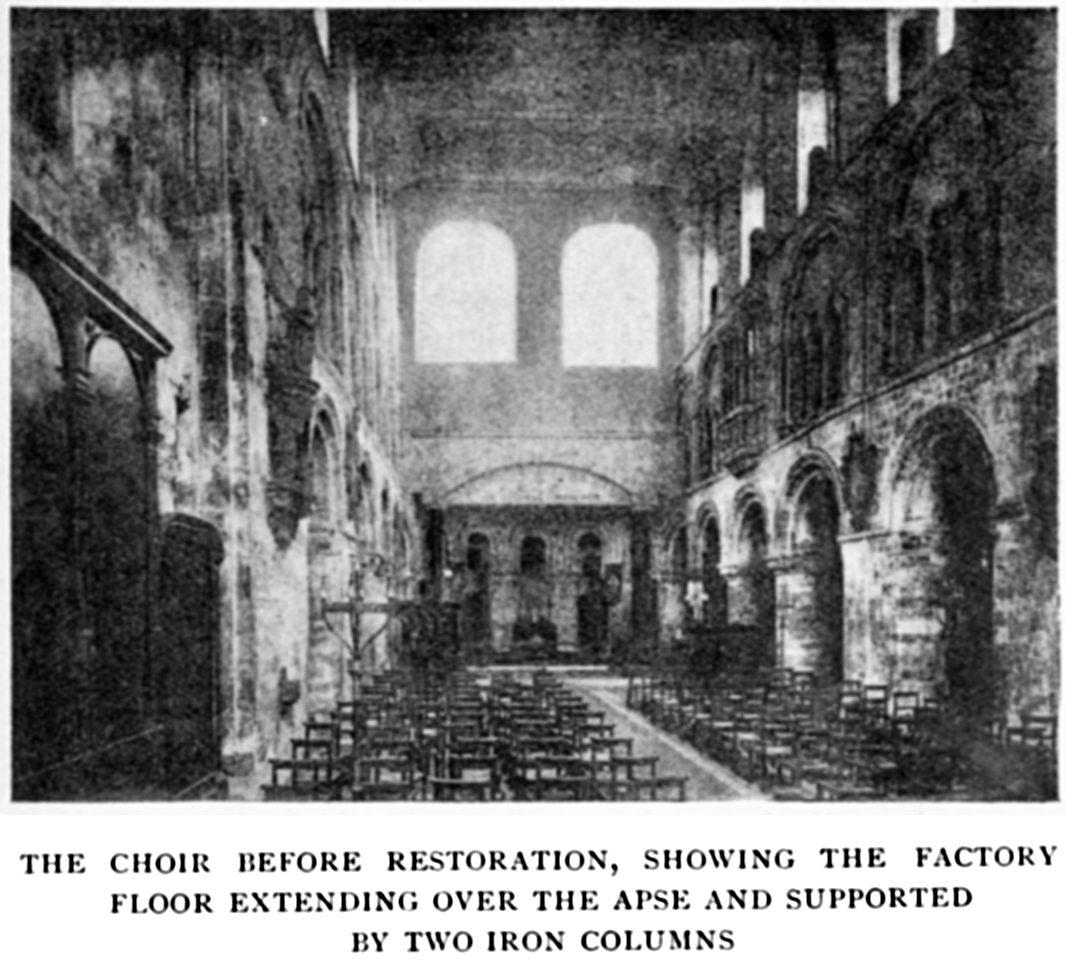 THE CHOIR BEFORE RESTORATION, SHOWING THE FACTORY
FLOOR EXTENDING OVER THE APSE AND SUPPORTED
BY TWO IRON COLUMNS